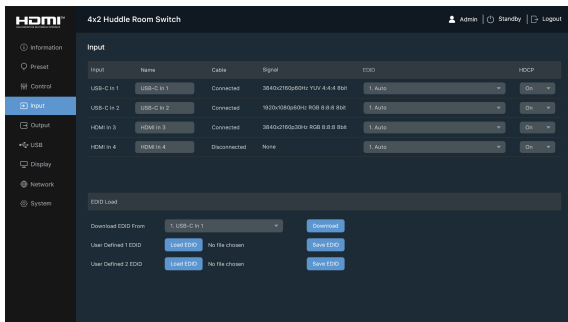 HDMI™
4x2 Huddle Room Switch
Admin
Standby
Logout
Information
Preset
Control
Input
Output
USB
Display
Network
System
Input
Input Name Cable Signal EDID HDCP
USB-C In 1 USB-C In 1 Connected 3840x2160p60Hz YUV 4:4:4 8bit 1. Auto On
USB-C In 2 USB-C In 2 Connected 1920x1080p60Hz RGB 8:8:8 8bit 1. Auto On
HDMI In 3 HDMI In 3 Connected 3840x2160p30Hz RGB 8:8:8 8bit 1. Auto On
HDMI In 4 HDMI In 4 Disconnected None 1. Auto On
EDID Load
Download EDID From 1. USB-C In 1 Download
User Defined 1 EDID Load EDID No file chosen Save EDID
User Defined 2 EDID Load EDID No file chosen Save EDID